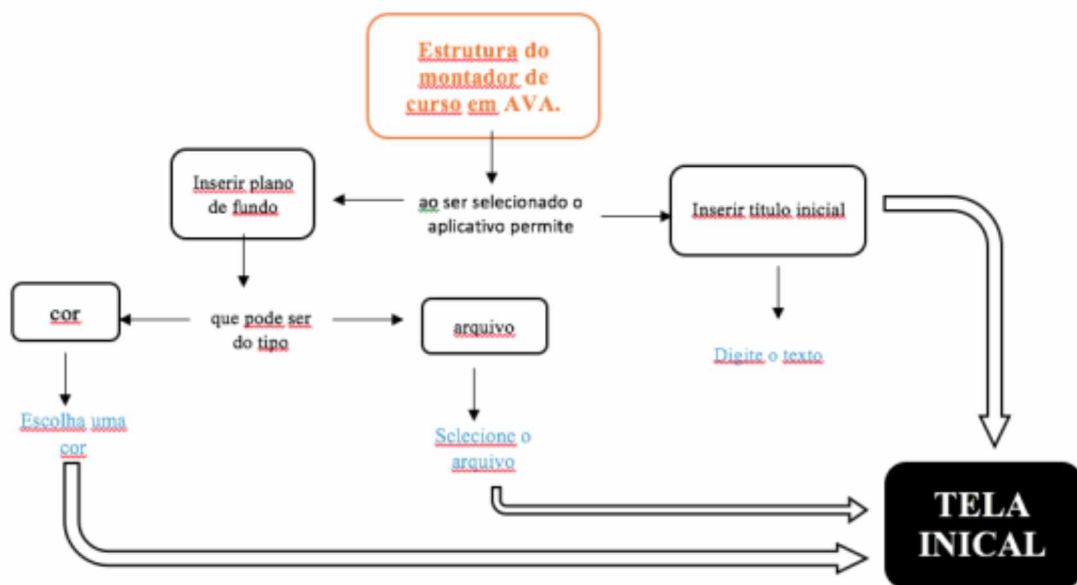 Estrutura do
montador de
curso em AVA.
Inserir plano
de fundo
ao ser selecionado o
aplicativo permite
Inserir título inicial
cor
que pode ser
do tipo
arquivo
Digite o texto
Escolha uma
cor
Selecione o
arquivo
TELA
INICAL